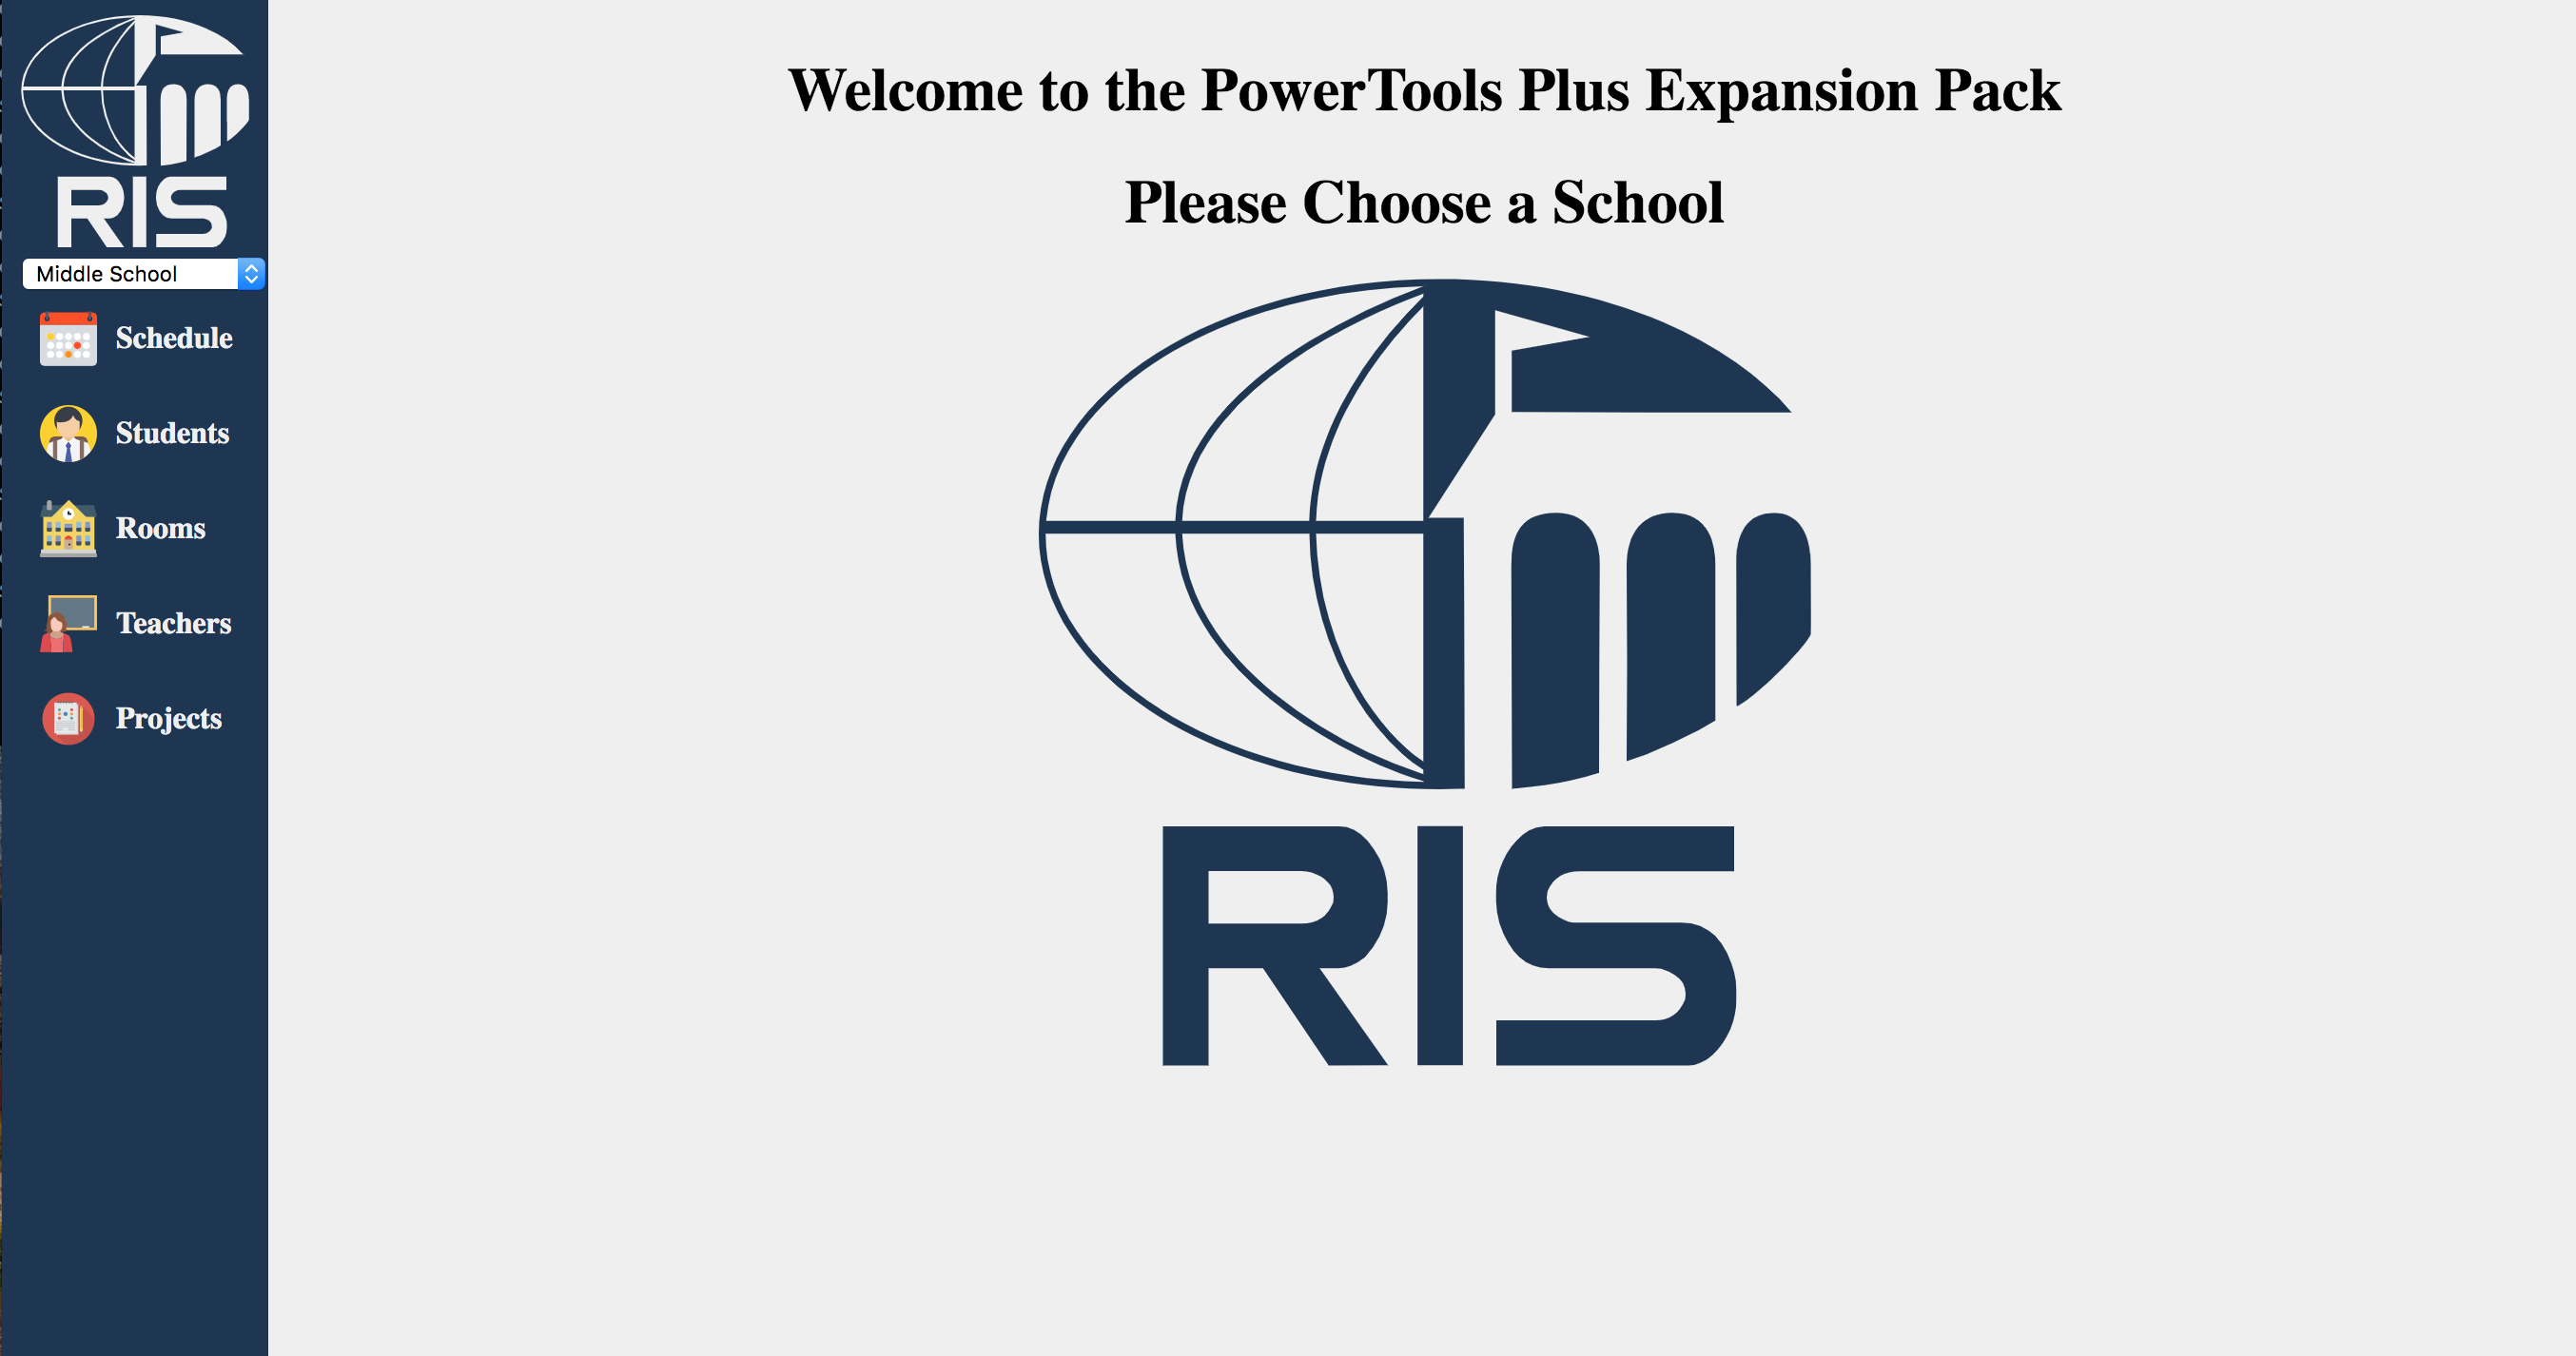 RIS
Middle School
Schedule
Students
Rooms
Teachers
Projects
Welcome to the PowerTools Plus Expansion Pack
Please Choose a School
RIS